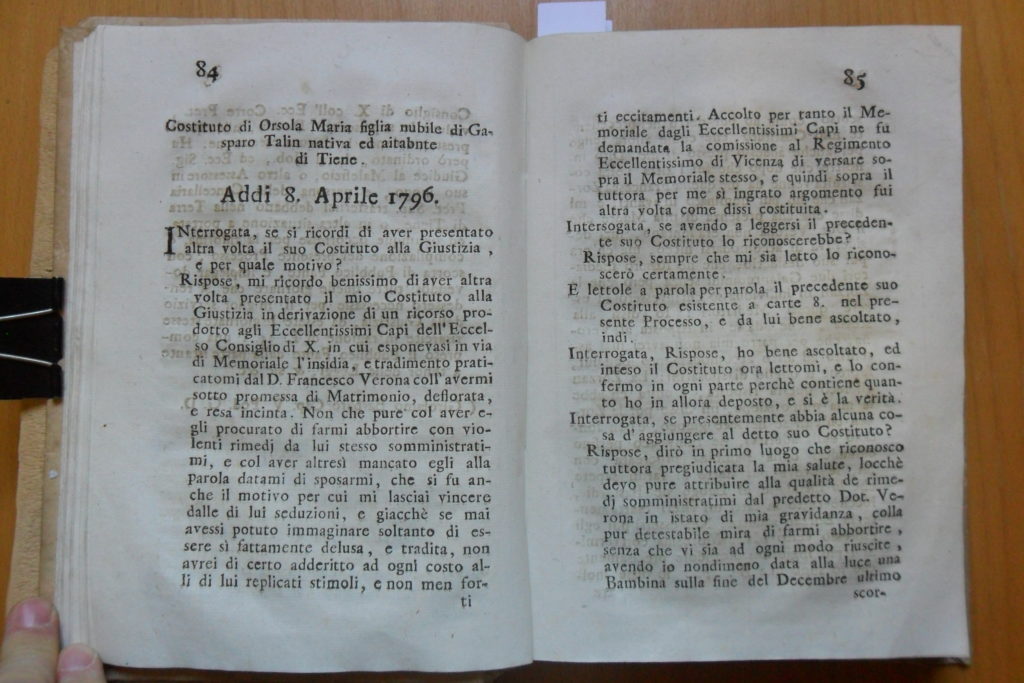 84
Costituto di Orsola Maria figlia nubile di Ga-
sparo Talin nativa ed aitabnte
di Tiene.
Addi 8. Aprile 1796.
INterrogata, se si ricordi di aver presentato
altra volta il suo Costituto alla Giustizia,
e per quale motivo?
Rispose, mi ricordo benissimo di aver altra
volta presentato il mio Costituto alla
Giustizia in derivazione di un ricorso pro-
dotto agli Eccellentissimi Capi dell'Eccel-
so Consiglio di X. in cui esponevasi in via
di Memoriale l'insidia, e tradimento prati-
catomi dal D. Francesco Verona coll'avermi
sotto promessa di Matrimonio, deflorata,
e resa incinta. Non che pure col aver e-
gli procurato di farmi abbortire con vio-
lenti rimedj da lui stesso somministrati-
mi, e col aver altresì mancato egli alla
parola datami di sposarmi, che si fu an-
che il motivo per cui mi lasciai vincere
dalle di lui seduzioni, e giacchè se mai
avessi potuto immaginare soltanto di es-
sere sì fattamente delusa, e tradita, non
avrei di certo adderitto ad ogni costo al-
li di lui replicati stimoli, e non men for-
ti
85
ti eccitamenti. Accolto per tanto il Me-
moriale dagli Eccellentissimi Capi ne fu
demandata la comissione al Regimento
Eccellentissimo di Vicenza di versare so-
pra il Memoriale stesso, e quindi sopra il
tuttora per me sì ingrato argomento fui
altra volta come dissi costituita.
Intersogata, se avendo a leggersi il preceden-
te suo Costituto lo riconoscerebbe?
Rispose, sempre che mi sia letto lo ricono-
scerò certamente.
E lettole a parola per parola il precedente suo
Costituto esistente a carte 8. nel pre-
sente Processo, e da lui bene ascoltato,
indi.
Interrogata, Rispose, ho bene ascoltato, ed
inteso il Costituto ora lettomi, e lo con-
fermo in ogni parte perchè contiene quan-
to ho in allora deposto, e si è la verità.
Interrogata, se presentemente abbia alcuna co-
sa d'aggiungere al detto suo Costituto?
Rispose, dirò in primo luogo che riconosco
tuttora pregiudicata la mia salute, locchè
devo pure attribuire alla qualità de rime-
dj somministratimi dal predetto Dot. Ve-
rona in istato di mia gravidanza, colla
pur detestabile mira di farmi abbortire,
senza che vi sia ad ogni modo riuscite,
avendo io nondimeno data alla luce una
Bambina sulla fine del Decembre ultimo
scor-